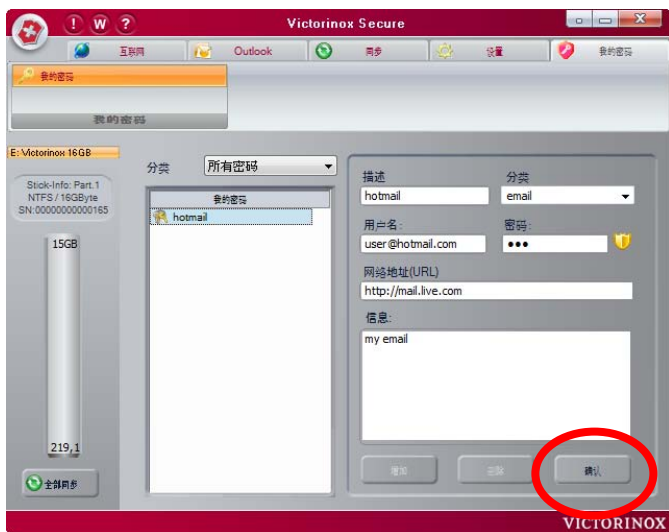 ! W ? Victorinox Secure X
互联网 Outlook 同步 设置 我的密码
我的密码
我的密码
E: Victorinox 16GB
Stick-Info: Part.1
NTFS / 16GByte
SN:00000000000165
15GB
219,1
全部同步
分类 所有密码
我的密码
hotmail
描述 分类
hotmail email
用户名: 密码:
user@hotmail.com •••
网络地址(URL)
http://mail.live.com
信息:
my email
增加 删除 确认
VICTORINOX